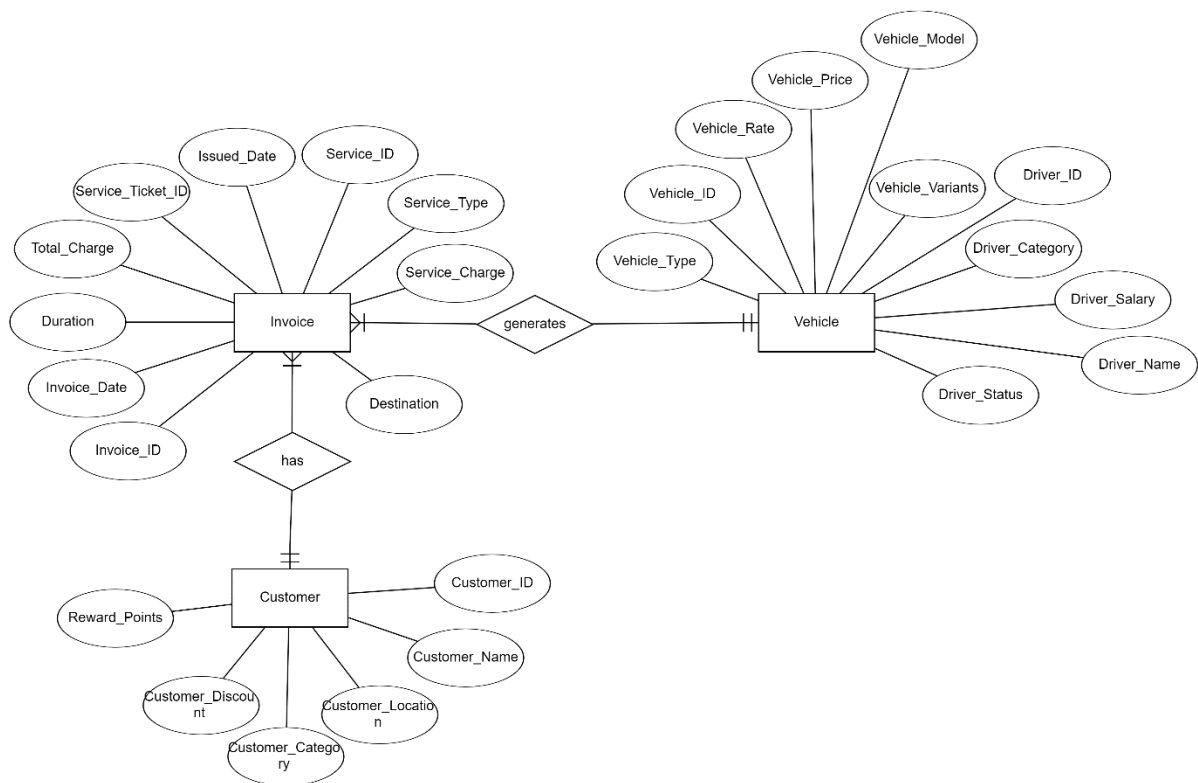 Vehicle_Model
Vehicle_Price
Vehicle_Rate
Issued_Date
Service_ID
Service_Ticket_ID
Service_Type
Vehicle_ID
Vehicle_Variants
Driver_ID
Total_Charge
Service_Charge
Vehicle_Type
Driver_Category
Duration
Invoice
generates
Vehicle
Driver_Salary
Invoice_Date
Destination
Driver_Status
Driver_Name
Invoice_ID
has
Customer_ID
Customer
Reward_Points
Customer_Name
Customer_Discou
nt
Customer_Locatio
n
Customer_Catego
ry